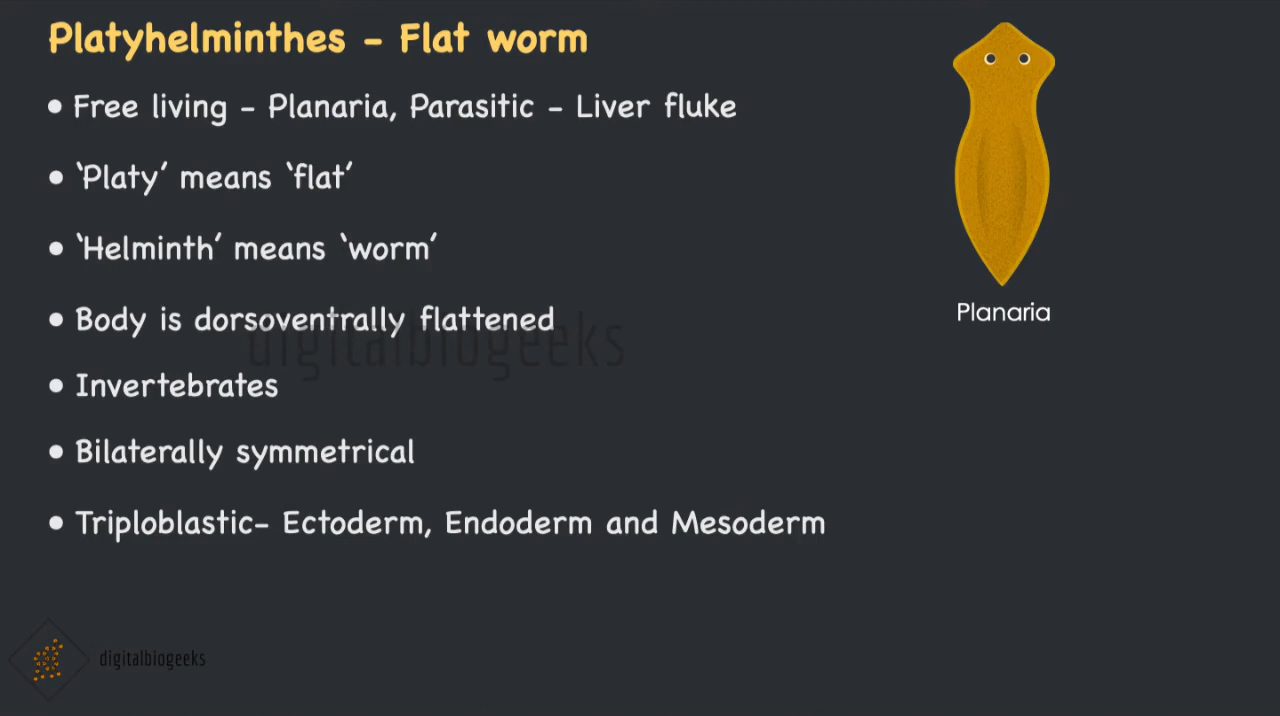 Platyhelminthes - Flat worm
• Free living - Planaria, Parasitic - Liver fluke
• ‘Platy’ means ‘flat’
• ‘Helminth’ means ‘worm’
• Body is dorsoventrally flattened
• Invertebrates
• Bilaterally symmetrical
• Triploblastic- Ectoderm, Endoderm and Mesoderm
Planaria
digitalbiogeeks
digitalbiogeeks